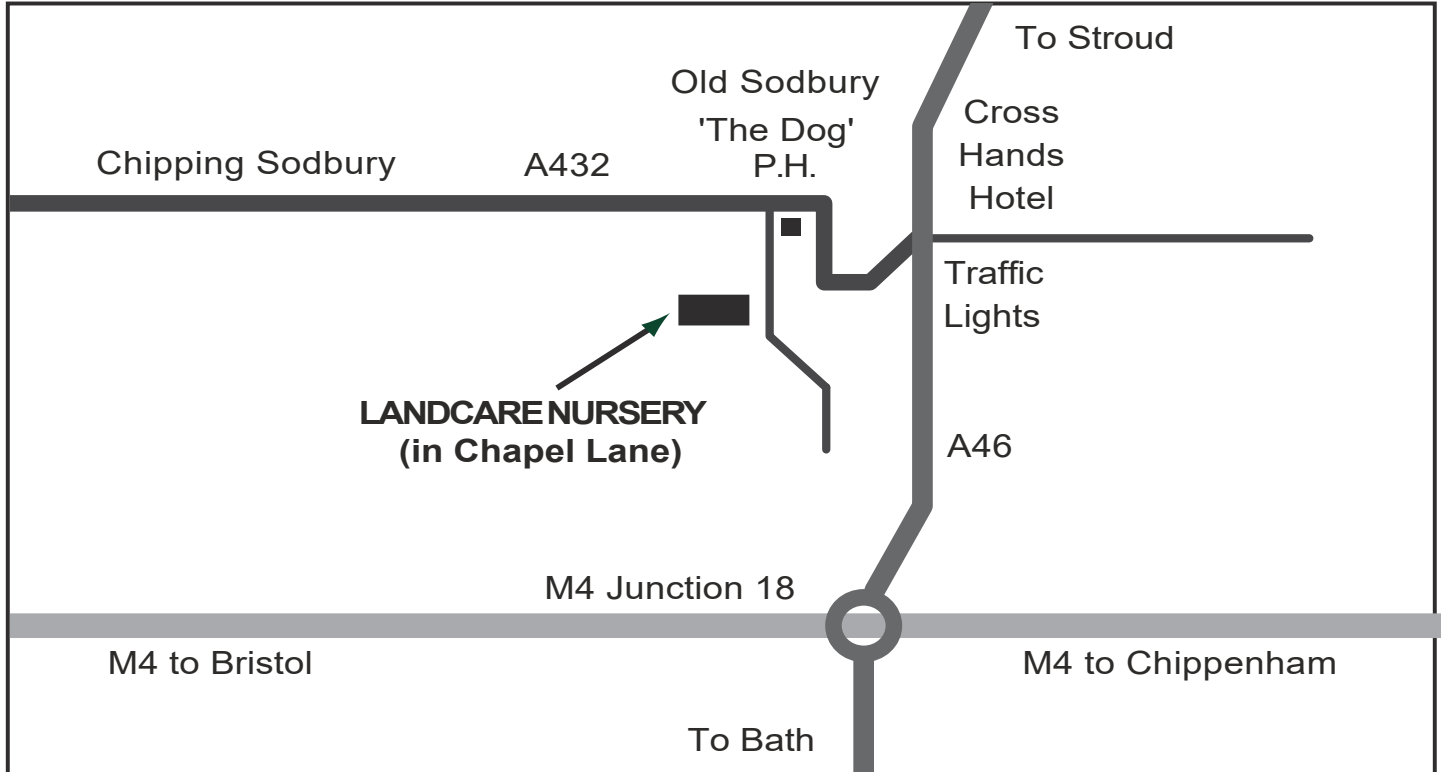 To Stroud
Old Sodbury
'The Dog'
P.H.
Cross
Hands
Hotel
Chipping Sodbury
A432
Traffic
Lights
LANDCARE NURSERY
(in Chapel Lane)
A46
M4 Junction 18
M4 to Bristol
M4 to Chippenham
To Bath